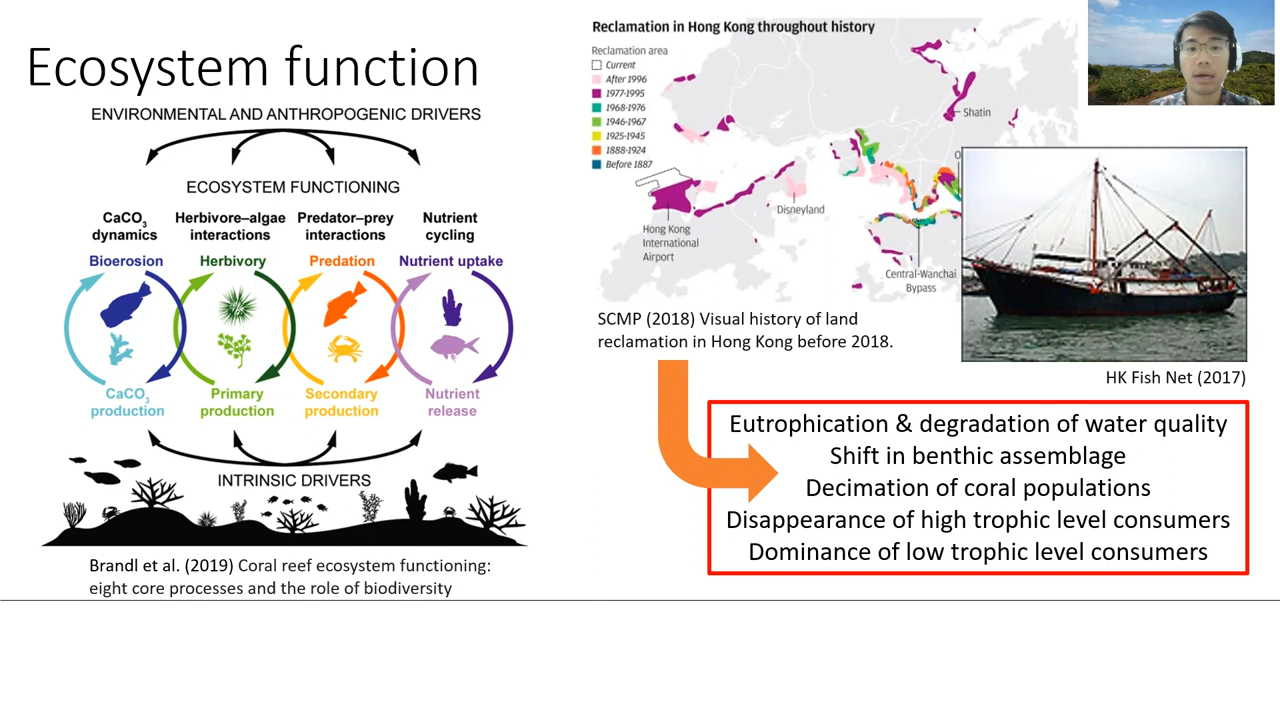 Ecosystem function
ENVIRONMENTAL AND ANTHROPOGENIC DRIVERS
ECOSYSTEM FUNCTIONING
CaCO3 dynamics
Herbivore–algae interactions
Predator–prey interactions
Nutrient cycling
Bioerosion
Herbivory
Predation
Nutrient uptake
CaCO3 production
Primary production
Secondary production
Nutrient release
INTRINSIC DRIVERS
Brandl et al. (2019) Coral reef ecosystem functioning:
eight core processes and the role of biodiversity
Reclamation in Hong Kong throughout history
Reclamation area
Current
After 1996
1977-1995
1968-1976
1946-1967
1925-1945
1888-1924
Before 1887
Shatin
Disneyland
Hong Kong
International
Airport
Central-Wanchai
Bypass
SCMP (2018) Visual history of land
reclamation in Hong Kong before 2018.
HK Fish Net (2017)
Eutrophication & degradation of water quality
Shift in benthic assemblage
Decimation of coral populations
Disappearance of high trophic level consumers
Dominance of low trophic level consumers